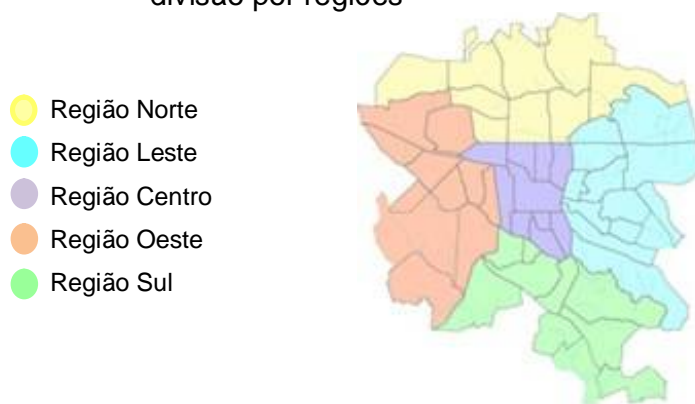 divisão por regiões
Região Norte
Região Leste
Região Centro
Região Oeste
Região Sul